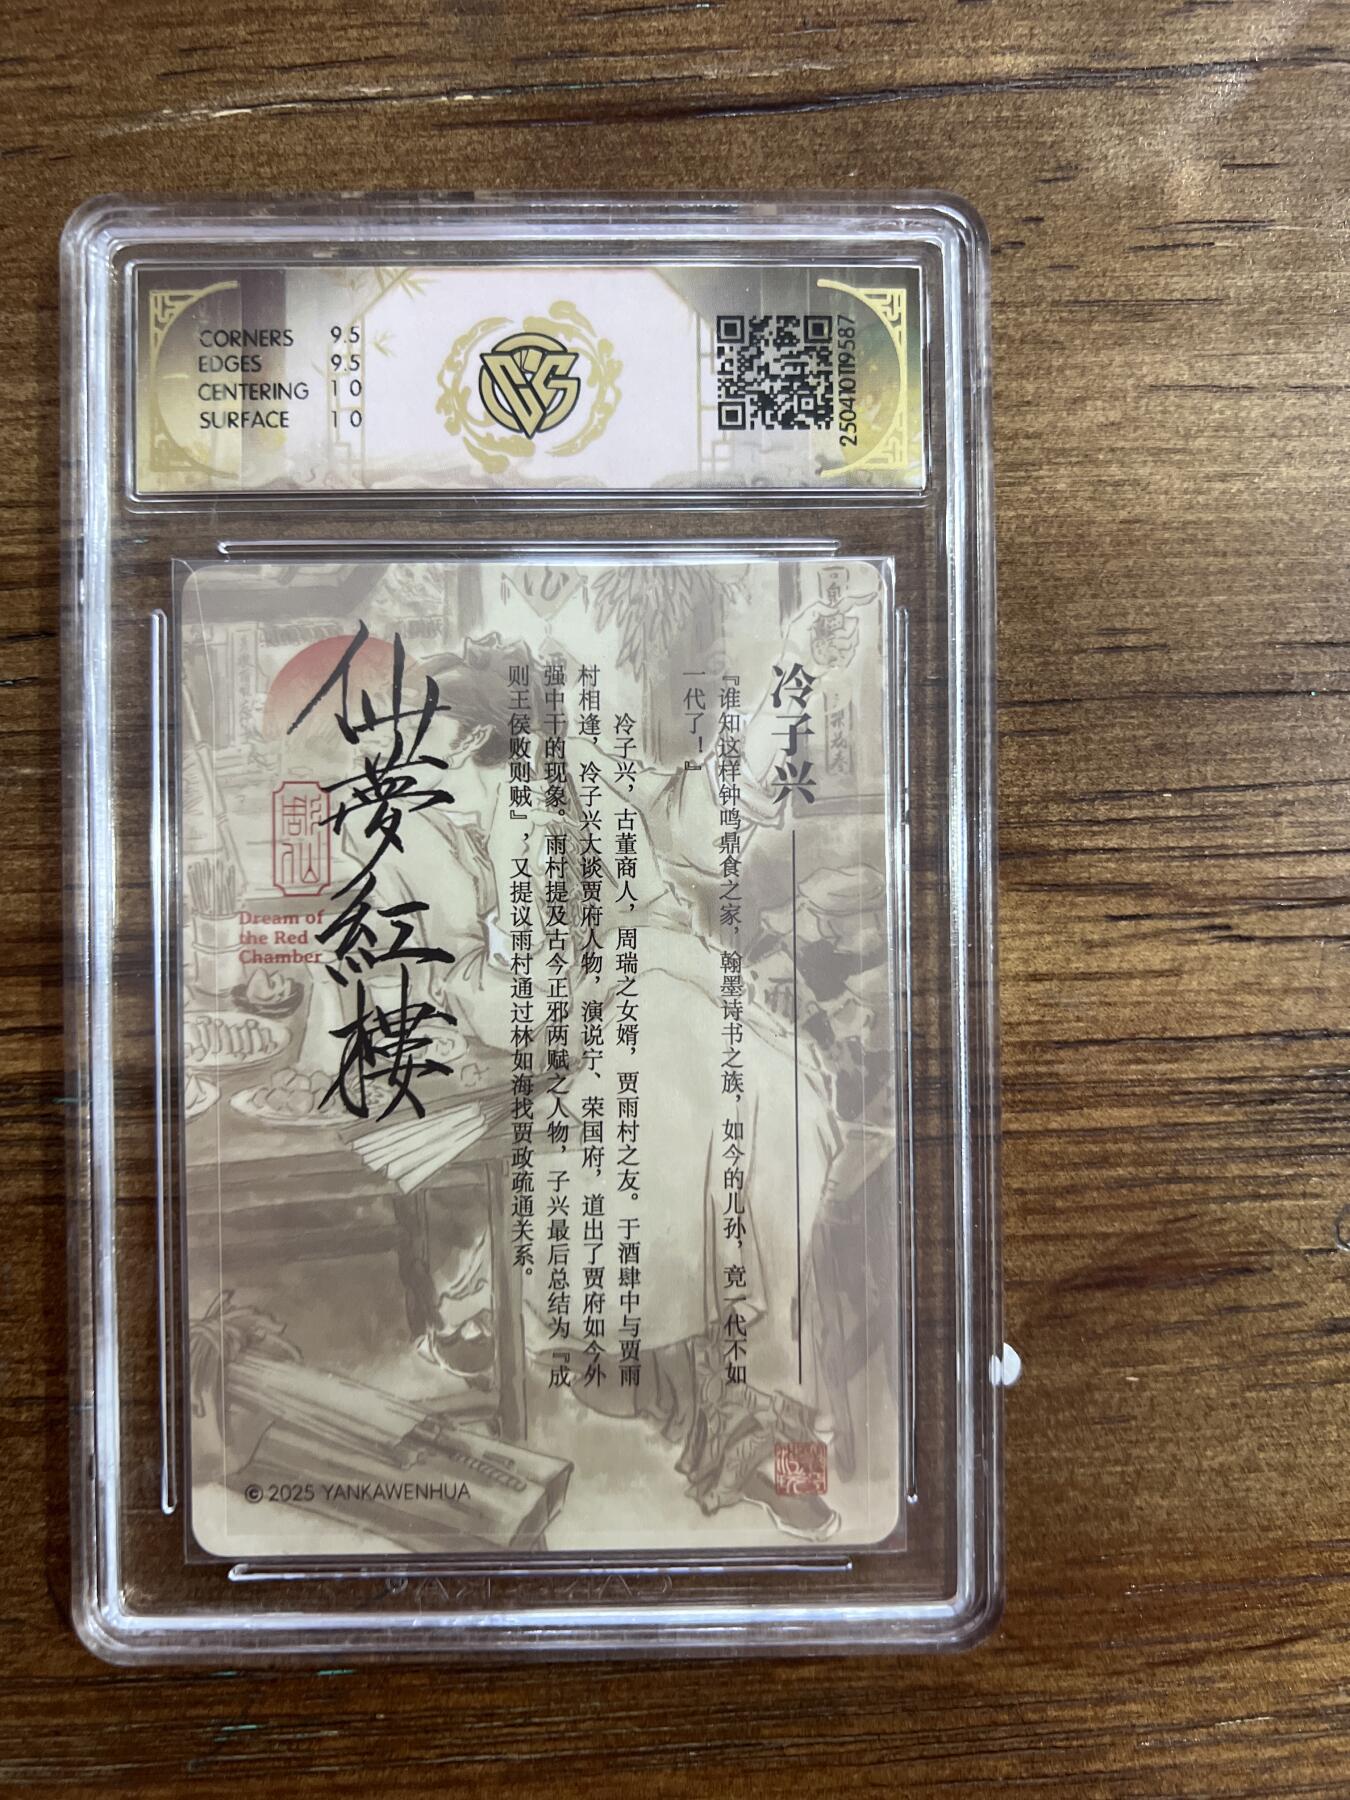 CORNERS 9.5
EDGES 9.5
CENTERING 10
SURFACE 10
250410119587
冷子兴
『谁知这样钟鸣鼎食之家，翰墨诗书之族，如今的儿孙，竟一代不如
一代了！』
冷子兴，古董商人，周瑞之女婿，贾雨村之友。于酒肆中与贾雨
村相逢，冷子兴大谈贾府人物，演说宁、荣国府，道出了贾府如今外
强中干的现象。雨村提及古今正邪两赋之人物，子兴最后总结为『成
则王侯败则贼』，又提议雨村通过林如海找贾政疏通关系。
仙夢紅樓
Dream of
the Red
Chamber
© 2025 YANKAWENHUA